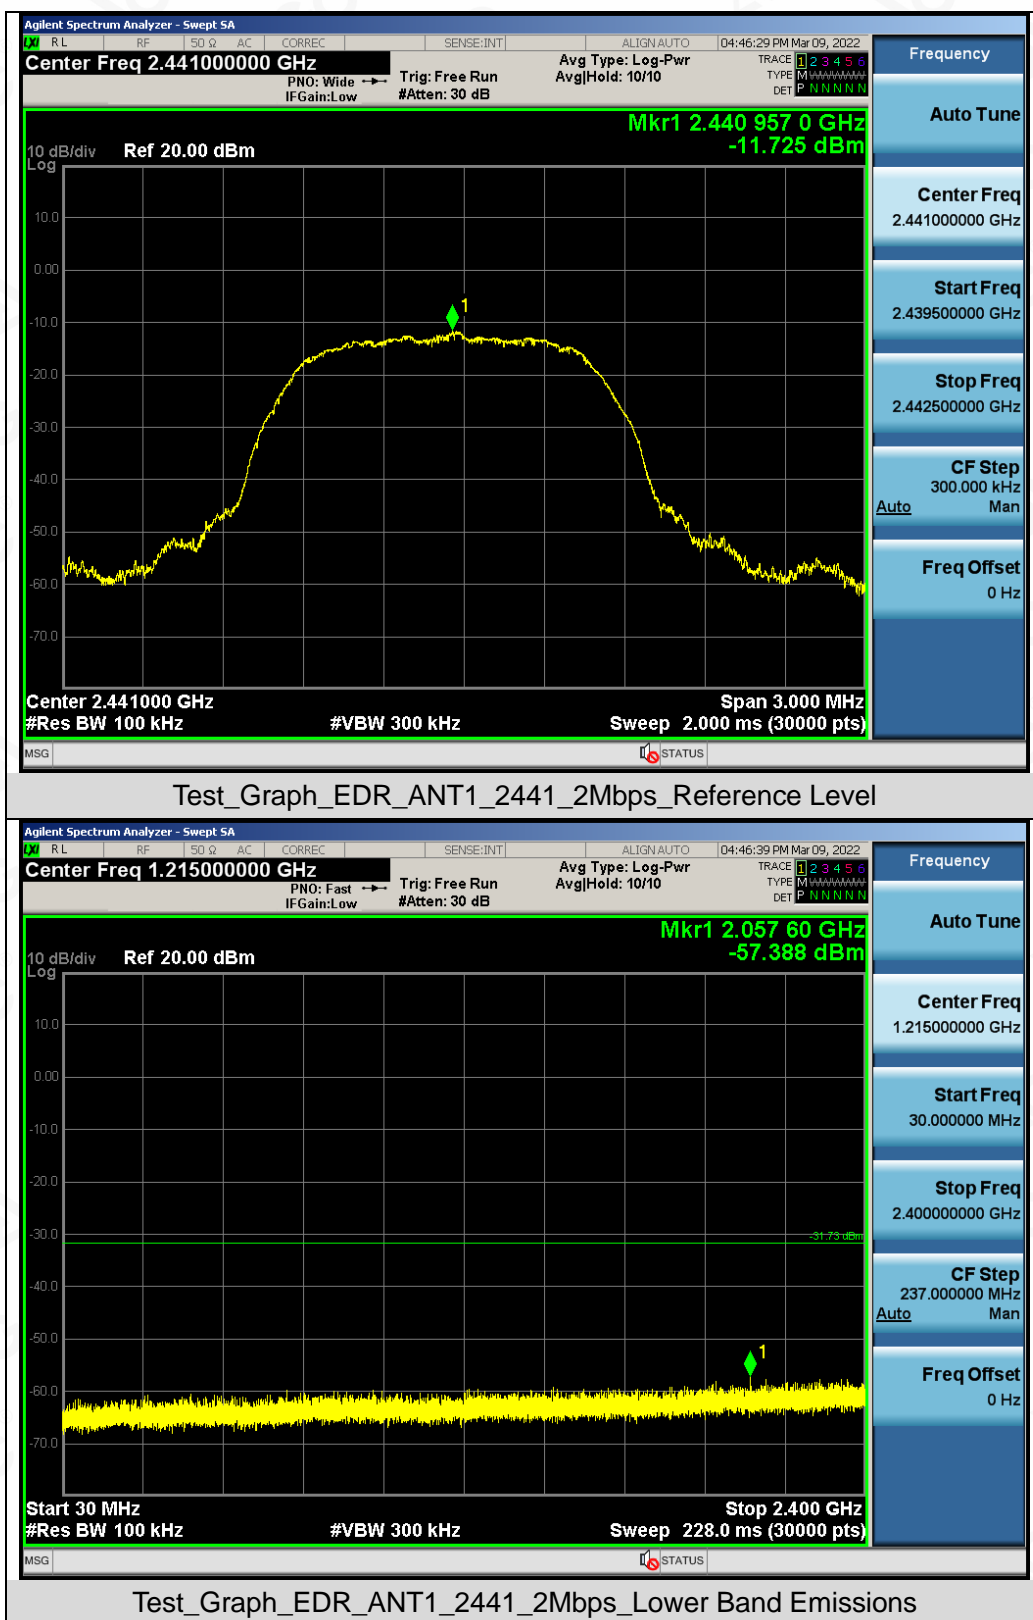 Agilent Spectrum Analyzer - Swept SA
LXI RL RF 50 Ω AC CORREC SENSE:INT ALIGN AUTO 04:46:29 PM Mar 09, 2022
Center Freq 2.441000000 GHz
PNO: Wide
IFGain:Low
Trig: Free Run
#Atten: 30 dB
Avg Type: Log-Pwr
Avg|Hold: 10/10
TRACE 1 2 3 4 5 6
TYPE M
DET P N N N N N
Mkr1 2.440 957 0 GHz
-11.725 dBm
10 dB/div Ref 20.00 dBm
Log
10.0
0.00
1
-10.0
-20.0
-30.0
-40.0
-50.0
-60.0
-70.0
Center 2.441000 GHz Span 3.000 MHz
#Res BW 100 kHz #VBW 300 kHz Sweep 2.000 ms (30000 pts)
MSG STATUS
Frequency
Auto Tune
Center Freq
2.441000000 GHz
Start Freq
2.439500000 GHz
Stop Freq
2.442500000 GHz
CF Step
300.000 kHz
Auto Man
Freq Offset
0 Hz
Test_Graph_EDR_ANT1_2441_2Mbps_Reference Level
Agilent Spectrum Analyzer - Swept SA
LXI RL RF 50 Ω AC CORREC SENSE:INT ALIGN AUTO 04:46:39 PM Mar 09, 2022
Center Freq 1.215000000 GHz
PNO: Fast
IFGain:Low
Trig: Free Run
#Atten: 30 dB
Avg Type: Log-Pwr
Avg|Hold: 10/10
TRACE 1 2 3 4 5 6
TYPE M
DET P N N N N N
Mkr1 2.057 60 GHz
-57.388 dBm
10 dB/div Ref 20.00 dBm
Log
10.0
0.00
-10.0
-20.0
-30.0
-31.73 dBm
-40.0
-50.0
1
-60.0
-70.0
Start 30 MHz Stop 2.400 GHz
#Res BW 100 kHz #VBW 300 kHz Sweep 228.0 ms (30000 pts)
MSG STATUS
Frequency
Auto Tune
Center Freq
1.215000000 GHz
Start Freq
30.000000 MHz
Stop Freq
2.400000000 GHz
CF Step
237.000000 MHz
Auto Man
Freq Offset
0 Hz
Test_Graph_EDR_ANT1_2441_2Mbps_Lower Band Emissions